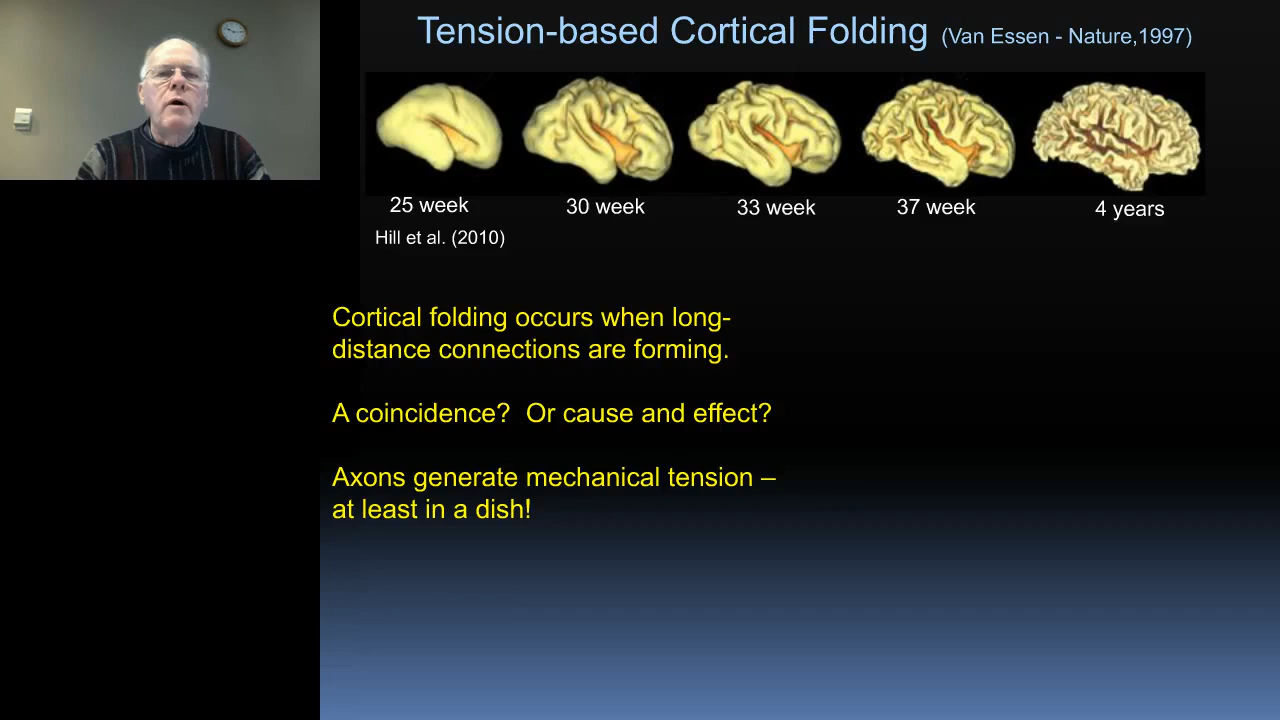 Tension-based Cortical Folding (Van Essen - Nature,1997)
25 week
30 week
33 week
37 week
4 years
Hill et al. (2010)
Cortical folding occurs when long-
distance connections are forming.
A coincidence?  Or cause and effect?
Axons generate mechanical tension –
at least in a dish!